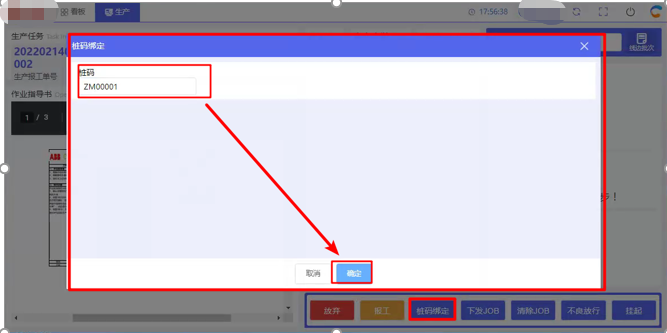 看板
生产
17:56:38
生产任务
20220214
002
生产报工单号
作业指导书
1 / 3
ABB
桩码绑定
桩码
ZM00001
取消
确定
放弃
报工
桩码绑定
下发JOB
清除JOB
不良放行
挂起